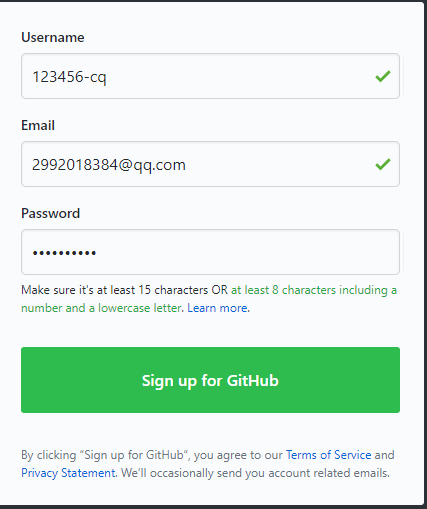 Username
123456-cq
Email
2992018384@qq.com
Password
••••••••••
Make sure it's at least 15 characters OR at least 8 characters including a
number and a lowercase letter. Learn more.
Sign up for GitHub
By clicking “Sign up for GitHub”, you agree to our Terms of Service and
Privacy Statement. We’ll occasionally send you account related emails.